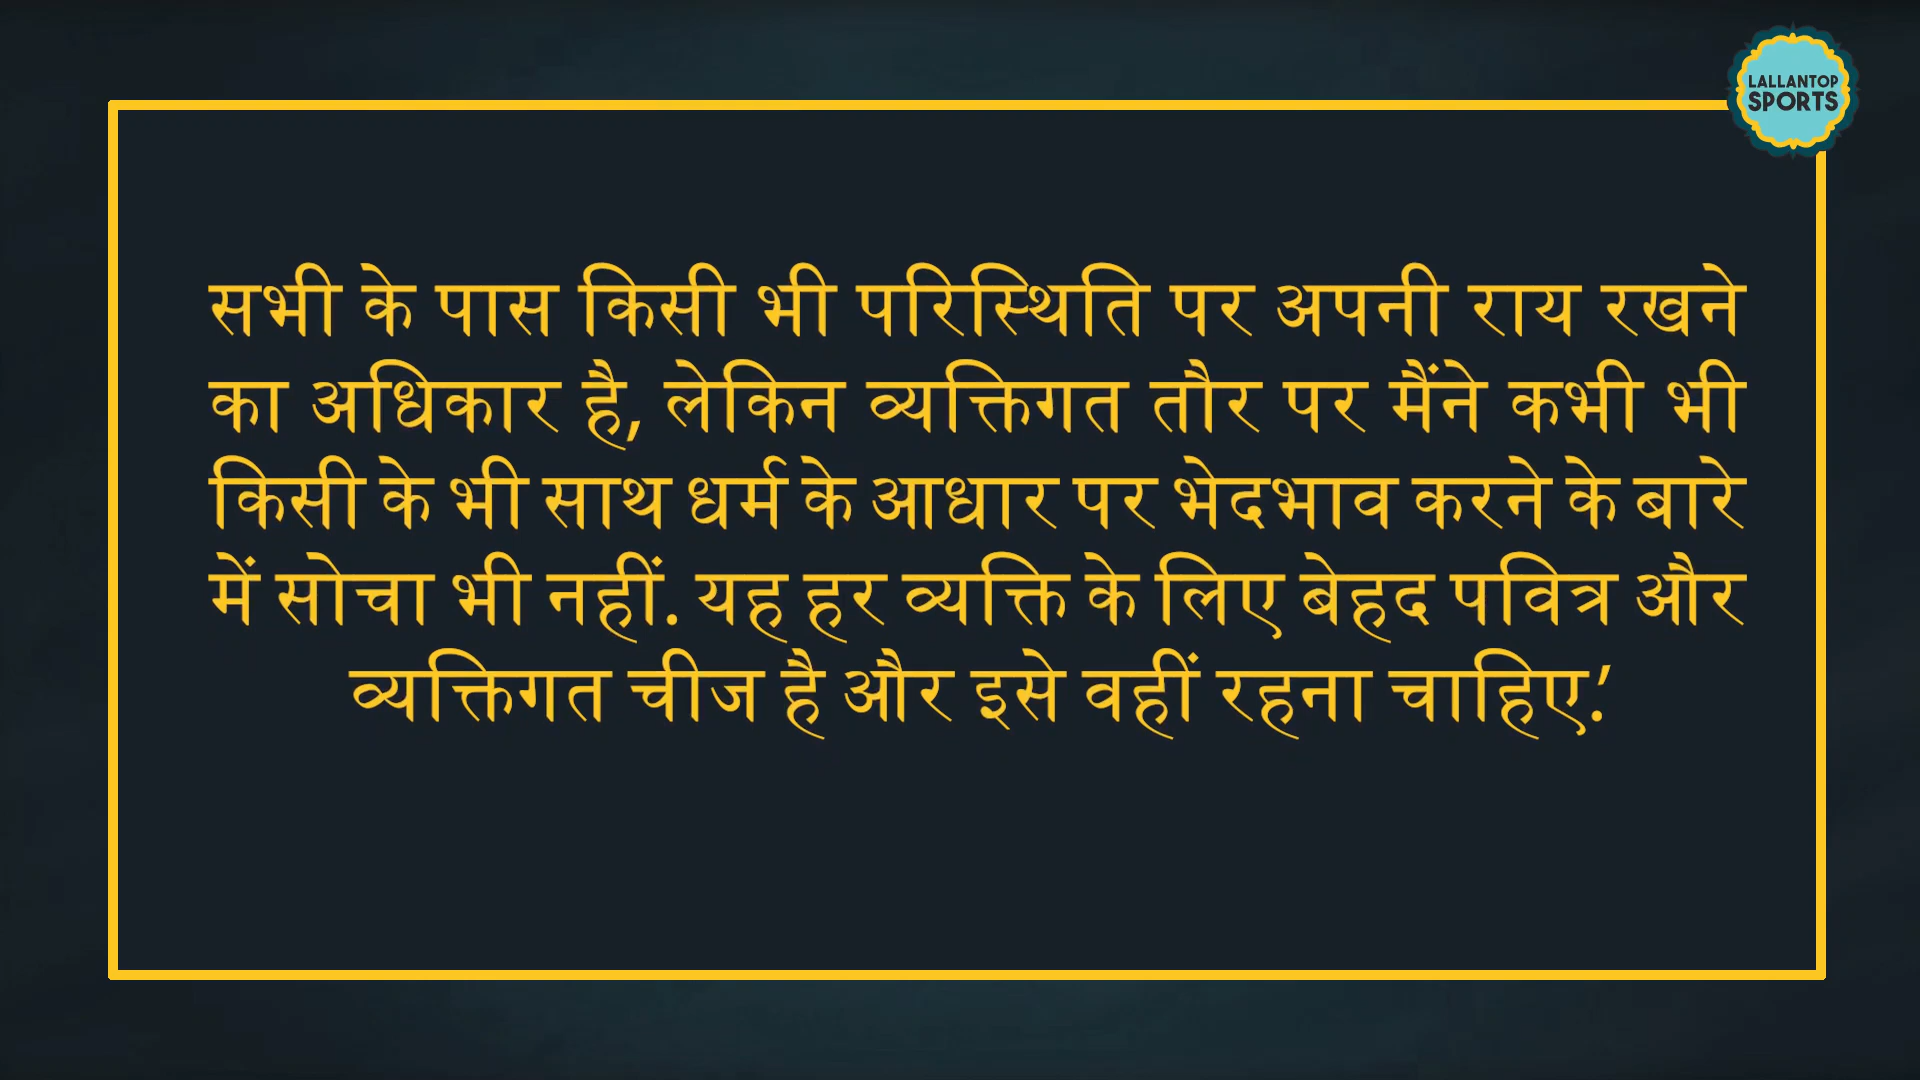 LALLANTOP
SPORTS
सभी के पास किसी भी परिस्थिति पर अपनी राय रखने
का अधिकार है, लेकिन व्यक्तिगत तौर पर मैंने कभी भी
किसी के भी साथ धर्म के आधार पर भेदभाव करने के बारे
में सोचा भी नहीं. यह हर व्यक्ति के लिए बेहद पवित्र और
व्यक्तिगत चीज है और इसे वहीं रहना चाहिए.’